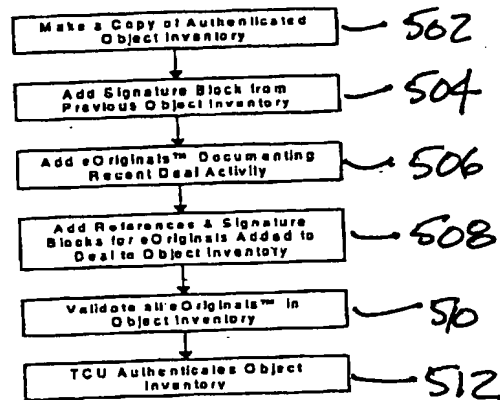 Make a Copy of Authenticated
Object Inventory
502
Add Signature Block from
Previous Object Inventory
504
Add eOriginals™ Documenting
Recent Deal Activity
506
Add References & Signature
Blocks for eOriginals Added to
Deal to Object Inventory
508
Validate all eOriginals™ in
Object Inventory
510
TCU Authenticates Object
Inventory
512